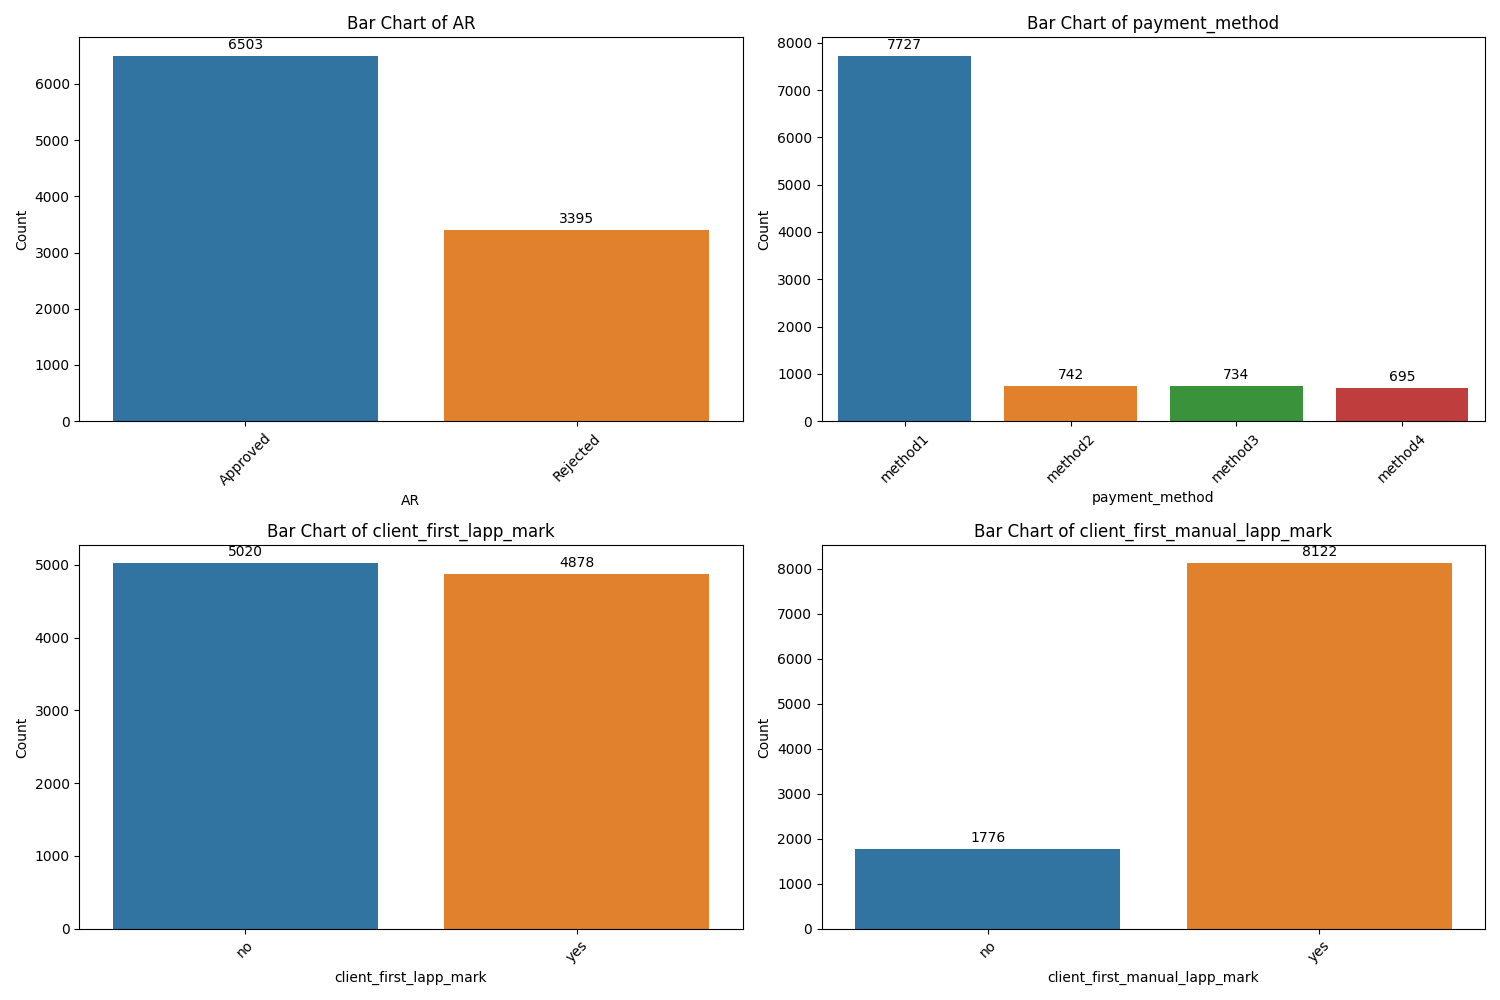 Bar Chart of AR
6503
6000
5000
4000
3000
2000
1000
0
Count
3395
Approved
Rejected
AR
Bar Chart of payment_method
8000
7000
6000
5000
4000
3000
2000
1000
0
Count
7727
742
734
695
method1
method2
method3
method4
payment_method
Bar Chart of client_first_lapp_mark
5000
4000
3000
2000
1000
0
Count
5020
4878
no
yes
client_first_lapp_mark
Bar Chart of client_first_manual_lapp_mark
8000
7000
6000
5000
4000
3000
2000
1000
0
Count
1776
8122
no
yes
client_first_manual_lapp_mark